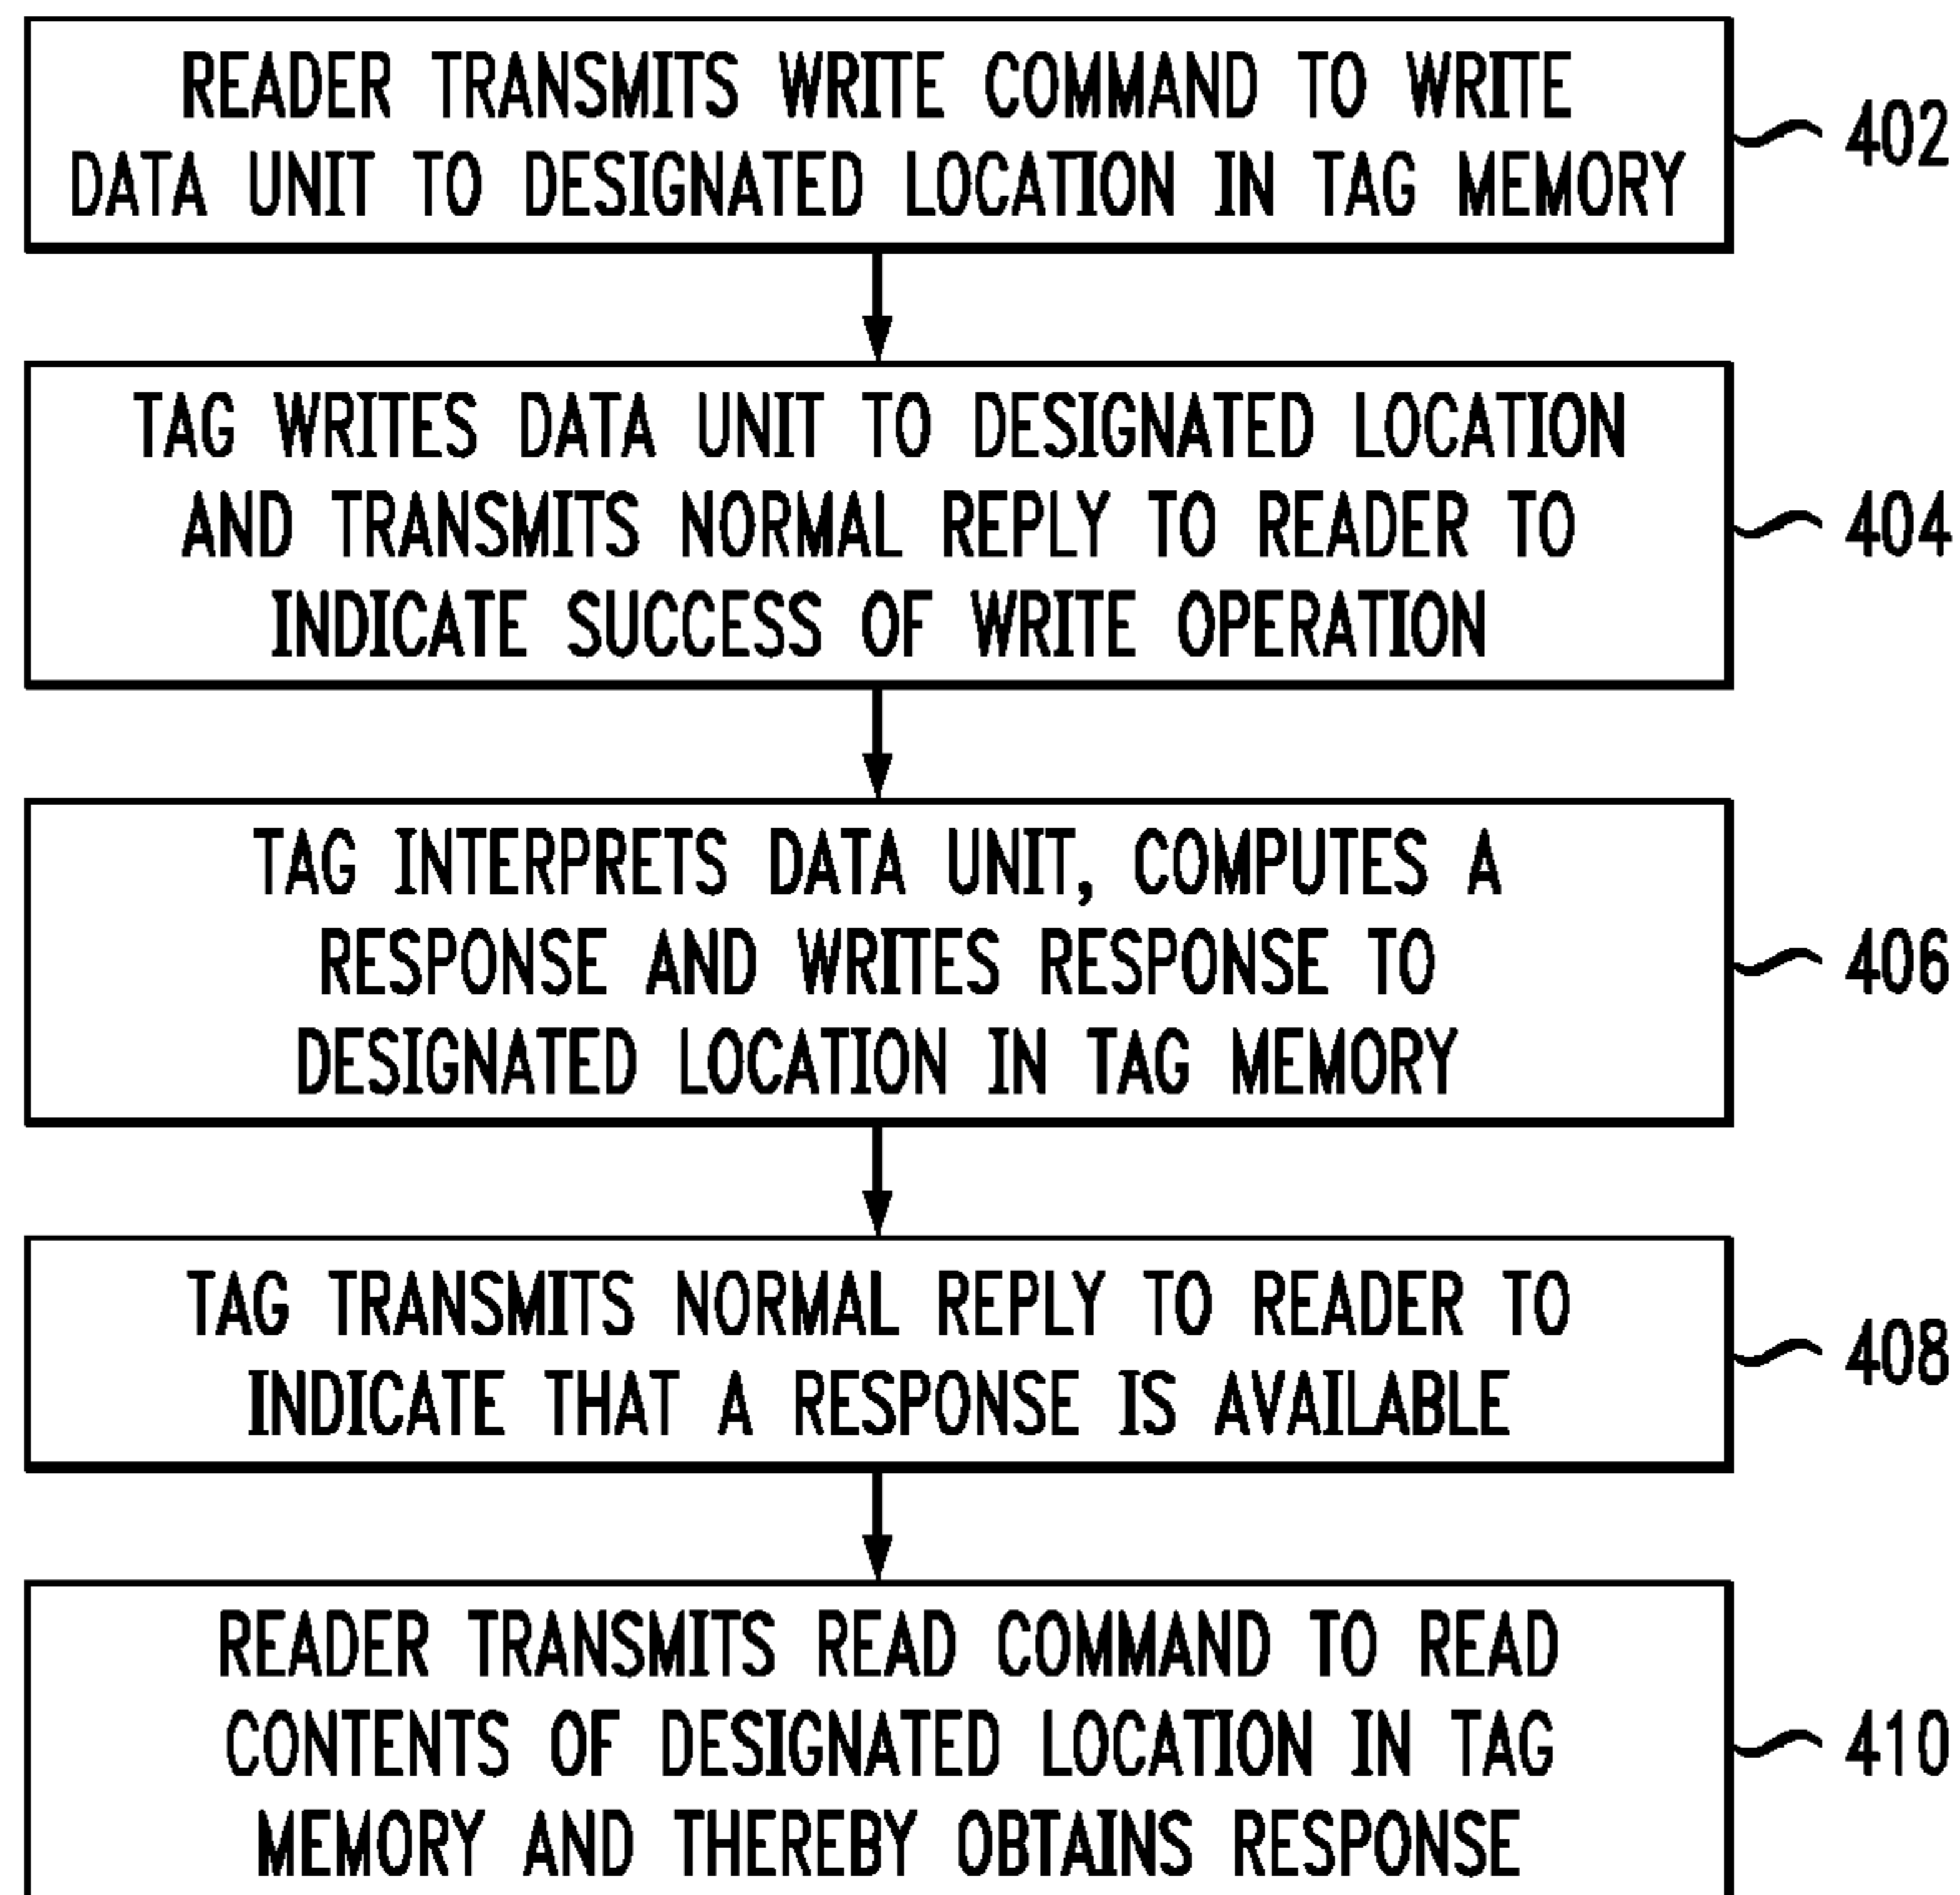 READER TRANSMITS WRITE COMMAND TO WRITE
DATA UNIT TO DESIGNATED LOCATION IN TAG MEMORY
402
TAG WRITES DATA UNIT TO DESIGNATED LOCATION
AND TRANSMITS NORMAL REPLY TO READER TO
INDICATE SUCCESS OF WRITE OPERATION
404
TAG INTERPRETS DATA UNIT, COMPUTES A
RESPONSE AND WRITES RESPONSE TO
DESIGNATED LOCATION IN TAG MEMORY
406
TAG TRANSMITS NORMAL REPLY TO READER TO
INDICATE THAT A RESPONSE IS AVAILABLE
408
READER TRANSMITS READ COMMAND TO READ
CONTENTS OF DESIGNATED LOCATION IN TAG
MEMORY AND THEREBY OBTAINS RESPONSE
410